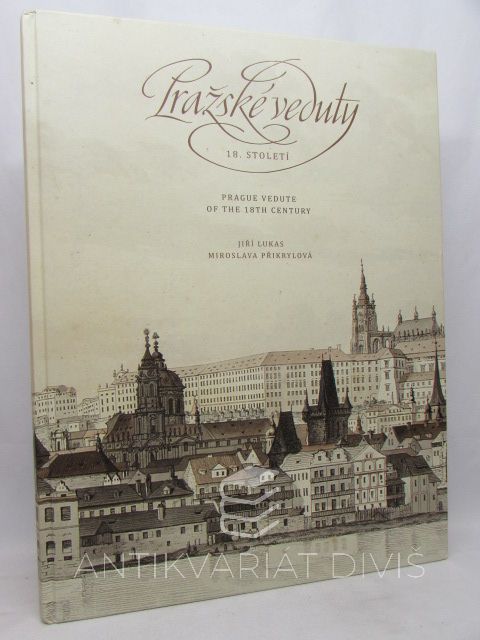 Pražské veduty
18. STOLETÍ
PRAGUE VEDUTE
OF THE 18TH CENTURY
JIŘÍ LUKAS
MIROSLAVA PŘIKRYLOVÁ
ANTIKVARIÁT DIVIŠ